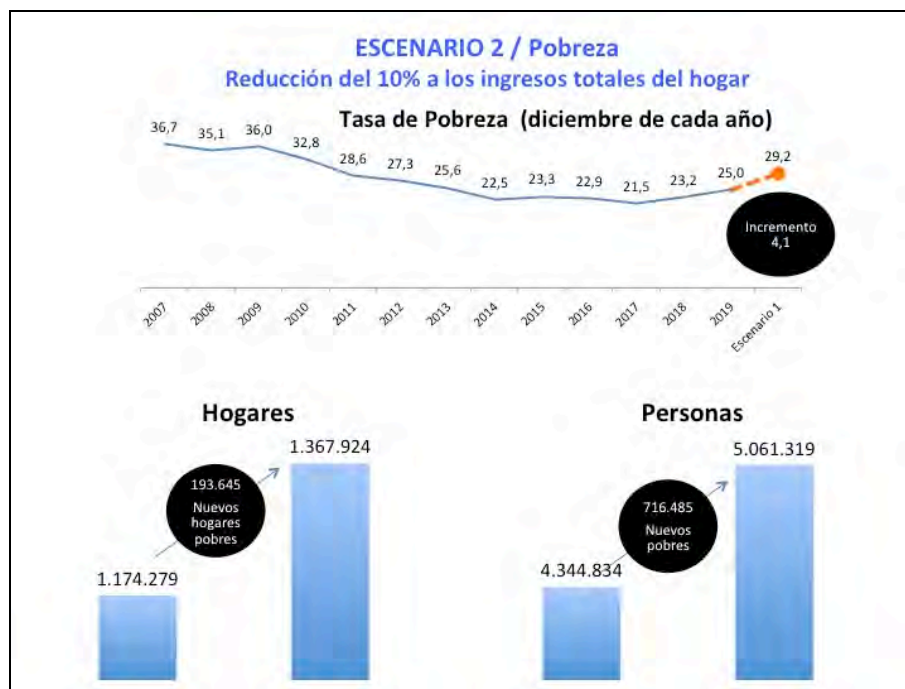 ESCENARIO 2 / Pobreza
Reducción del 10% a los ingresos totales del hogar
Tasa de Pobreza (diciembre de cada año)
36,7
35,1
36,0
32,8
28,6
27,3
25,6
22,5
23,3
22,9
21,5
23,2
25,0
29,2
Incremento
4,1
2007
2008
2009
2010
2011
2012
2013
2014
2015
2016
2017
2018
2019
Escenario 1
Hogares
1.174.279
193.645
Nuevos
hogares
pobres
1.367.924
Personas
4.344.834
716.485
Nuevos
pobres
5.061.319